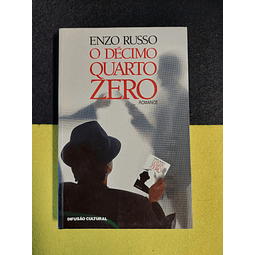 ENZO RUSSO
O DÉCIMO
QUARTO
ZERO
ROMANCE
DIFUSÃO CULTURAL